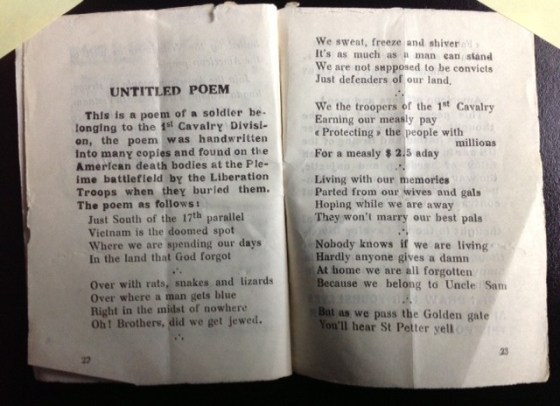 UNTITLED POEM
This is a poem of a soldier be-
longing to the 1st Cavalry Divisi-
on, the poem was handwritten
into many copies and found on the
American death bodies at the Ple-
ime battlefield by the Liberation
Troops when they buried them.
The poem as follows:
Just South of the 17th parallel
Vietnam is the doomed spot
Where we are spending our days
In the land that God forgot
Over with rats, snakes and lizards
Over where a man gets blue
Right in the midst of nowhere
Oh! Brothers, did we get jewed.
27
We sweat, freeze and shiver
It's as much as a man can stand
We are not supposed to be convicts
Just defenders of our land.
We the troopers of the 1st Cavalry
Earning our measly pay
« Protecting » the people with
millions
For a measly $ 2.5 aday
Living with our memories
Parted from our wives and gals
Hoping while we are away
They won't marry our best pals
Nobody knows if we are living
Hardly anyone gives a damn
At home we are all forgotten
Because we belong to Uncle Sam
But as we pass the Golden gate
You'll hear St Petter yell